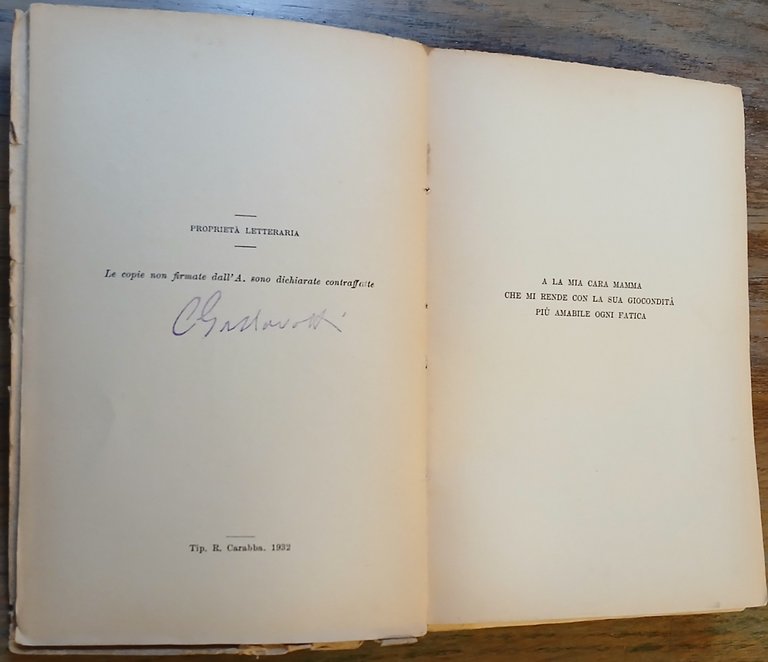 PROPRIETÀ LETTERARIA
Le copie non firmate dall'A. sono dichiarate contraffatte
Tip. R. Carabba. 1932
A LA MIA CARA MAMMA
CHE MI RENDE CON LA SUA GIOCONDITÀ
PIÙ AMABILE OGNI FATICA